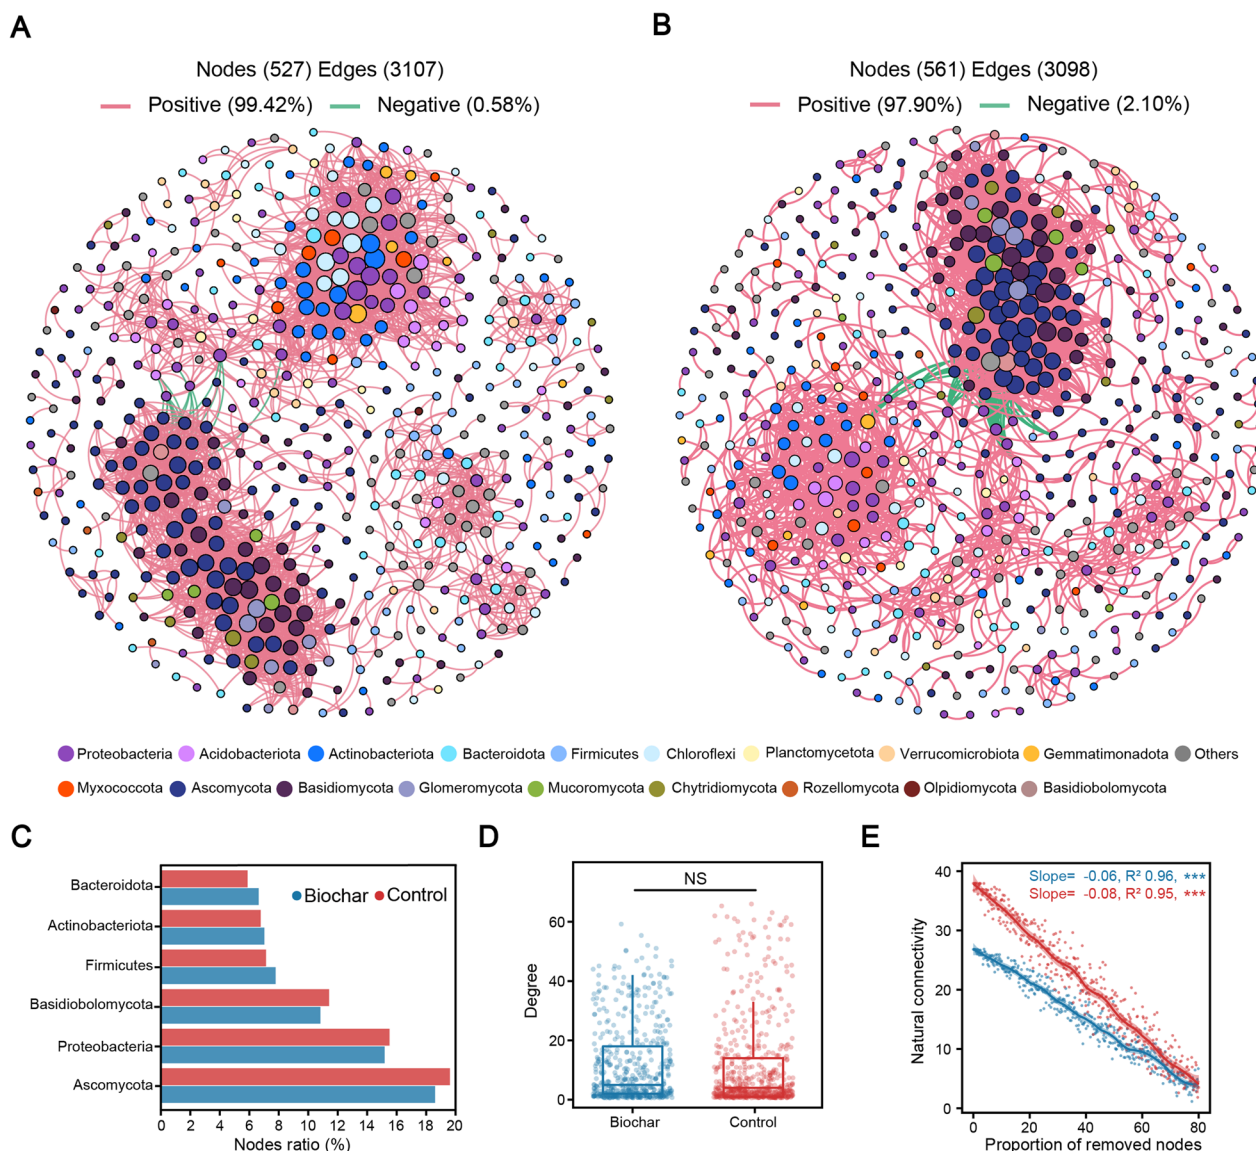 A
Nodes (527) Edges (3107)
Positive (99.42%) Negative (0.58%)
B
Nodes (561) Edges (3098)
Positive (97.90%) Negative (2.10%)
Proteobacteria Acidobacteriota Actinobacteriota Bacteroidota Firmicutes Chloroflexi Planctomycetota Verrucomicrobiota Gemmatimonadota Others
Myxococcota Ascomycota Basidiomycota Glomeromycota Mucoromycota Chytridiomycota Rozellomycota Olpidiomycota Basidiobolomycota
C
Biochar Control
Bacteroidota
Actinobacteriota
Firmicutes
Basidiobolomycota
Proteobacteria
Ascomycota
0 2 4 6 8 10 12 14 16 18 20
Nodes ratio (%)
D
NS
Degree
60
40
20
0
Biochar Control
E
Slope= -0.06, R² 0.96, ***
Slope= -0.08, R² 0.95, ***
Natural connectivity
40
30
20
10
0
0 20 40 60 80
Proportion of removed nodes